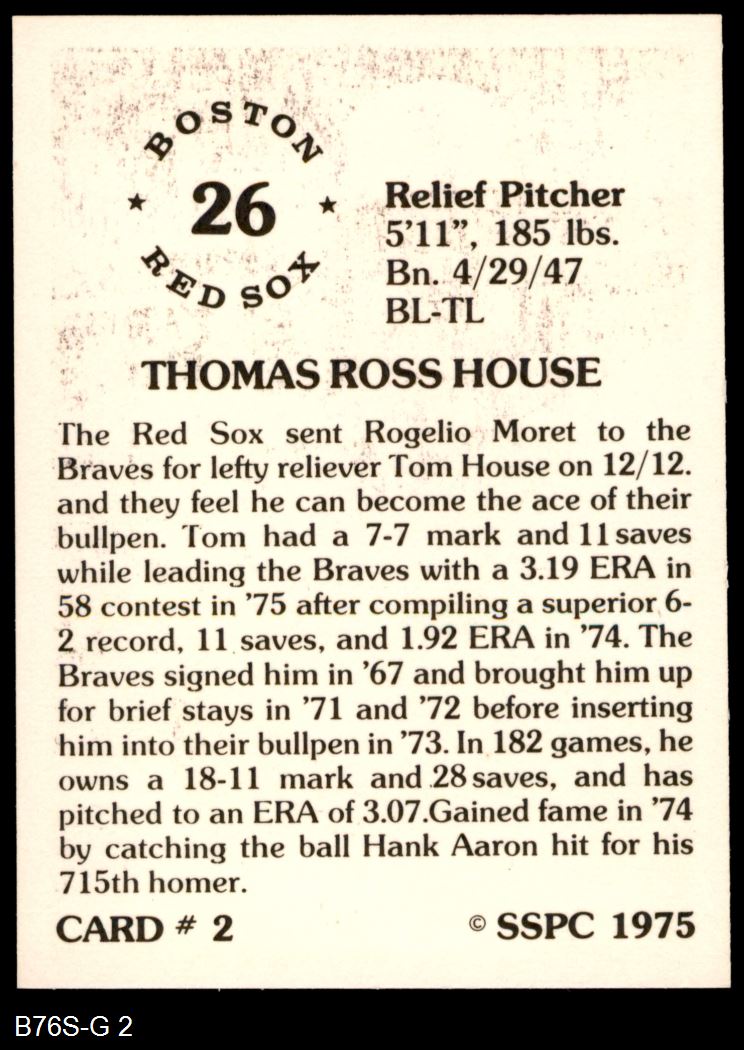 BOSTON
★ 26 ★
RED SOX
Relief Pitcher
5'11”, 185 lbs.
Bn. 4/29/47
BL-TL
THOMAS ROSS HOUSE
The Red Sox sent Rogelio Moret to the
Braves for lefty reliever Tom House on 12/12.
and they feel he can become the ace of their
bullpen. Tom had a 7-7 mark and 11 saves
while leading the Braves with a 3.19 ERA in
58 contest in '75 after compiling a superior 6-
2 record, 11 saves, and 1.92 ERA in '74. The
Braves signed him in '67 and brought him up
for brief stays in '71 and '72 before inserting
him into their bullpen in '73. In 182 games, he
owns a 18-11 mark and 28 saves, and has
pitched to an ERA of 3.07.Gained fame in '74
by catching the ball Hank Aaron hit for his
715th homer.
CARD # 2
© SSPC 1975
B76S-G 2